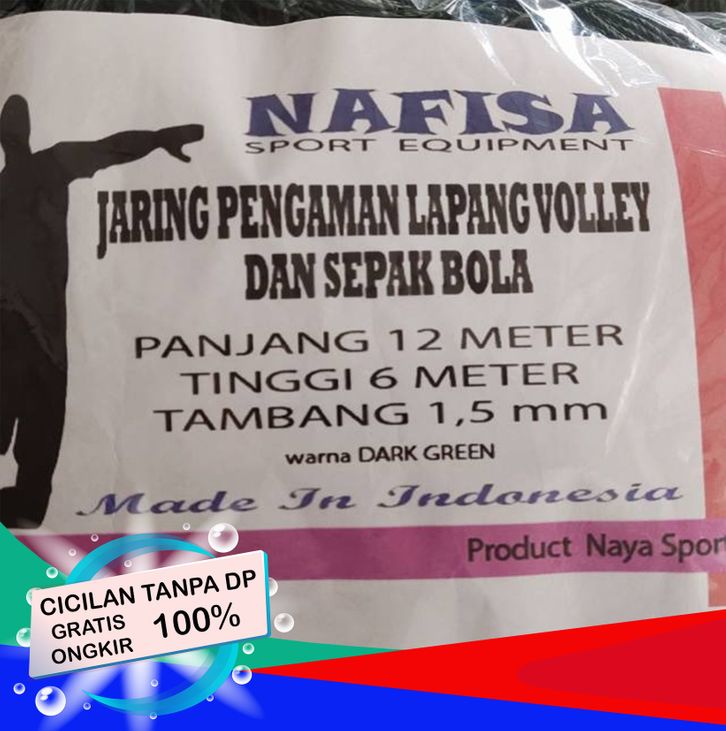 NAFISA
SPORT EQUIPMENT
JARING PENGAMAN LAPANG VOLLEY
DAN SEPAK BOLA
PANJANG 12 METER
TINGGI 6 METER
TAMBANG 1,5 mm
warna DARK GREEN
Made In Indonesia
Product Naya Sport
CICILAN TANPA DP
GRATIS
ONGKIR
100%